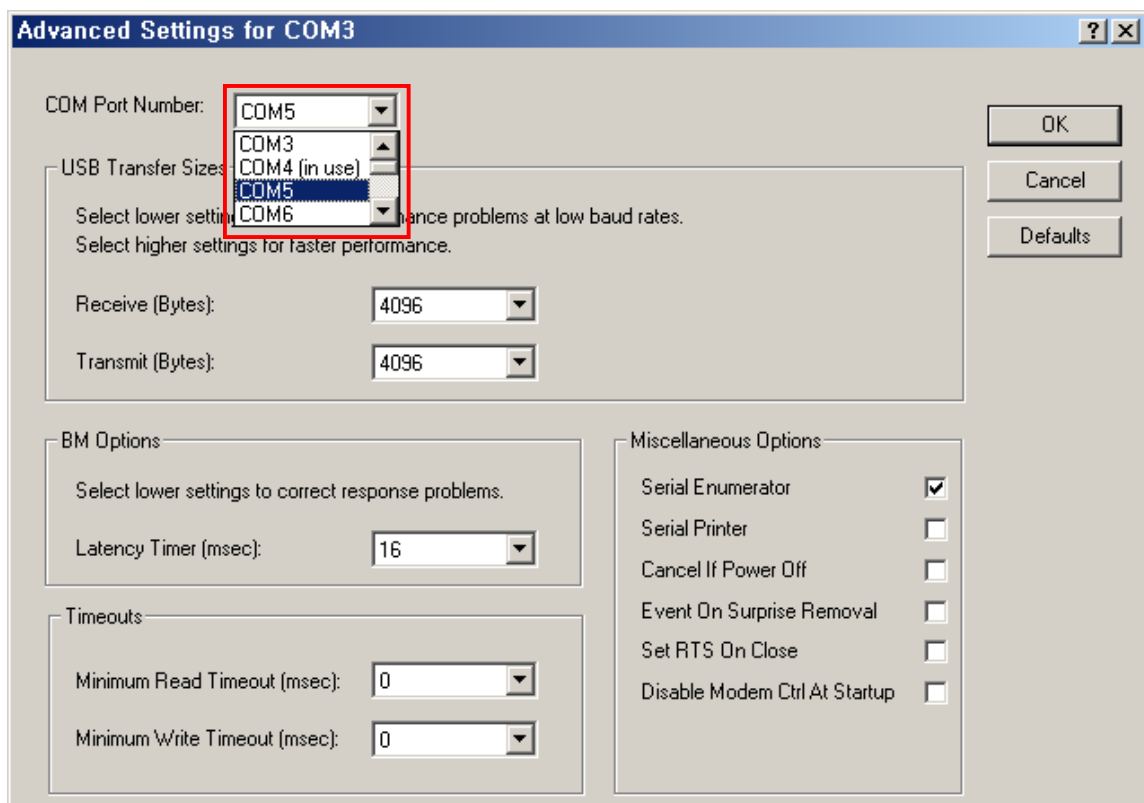 Advanced Settings for COM3
COM Port Number:
COM5
COM3
COM4 (in use)
COM5
COM6
OK
Cancel
Defaults
USB Transfer Sizes
Select lower settin ance problems at low baud rates.
Select higher settings for faster performance.
Receive (Bytes):
4096
Transmit (Bytes):
4096
BM Options
Select lower settings to correct response problems.
Latency Timer (msec):
16
Timeouts
Minimum Read Timeout (msec):
0
Minimum Write Timeout (msec):
0
Miscellaneous Options
Serial Enumerator
Serial Printer
Cancel If Power Off
Event On Surprise Removal
Set RTS On Close
Disable Modem Ctrl At Startup